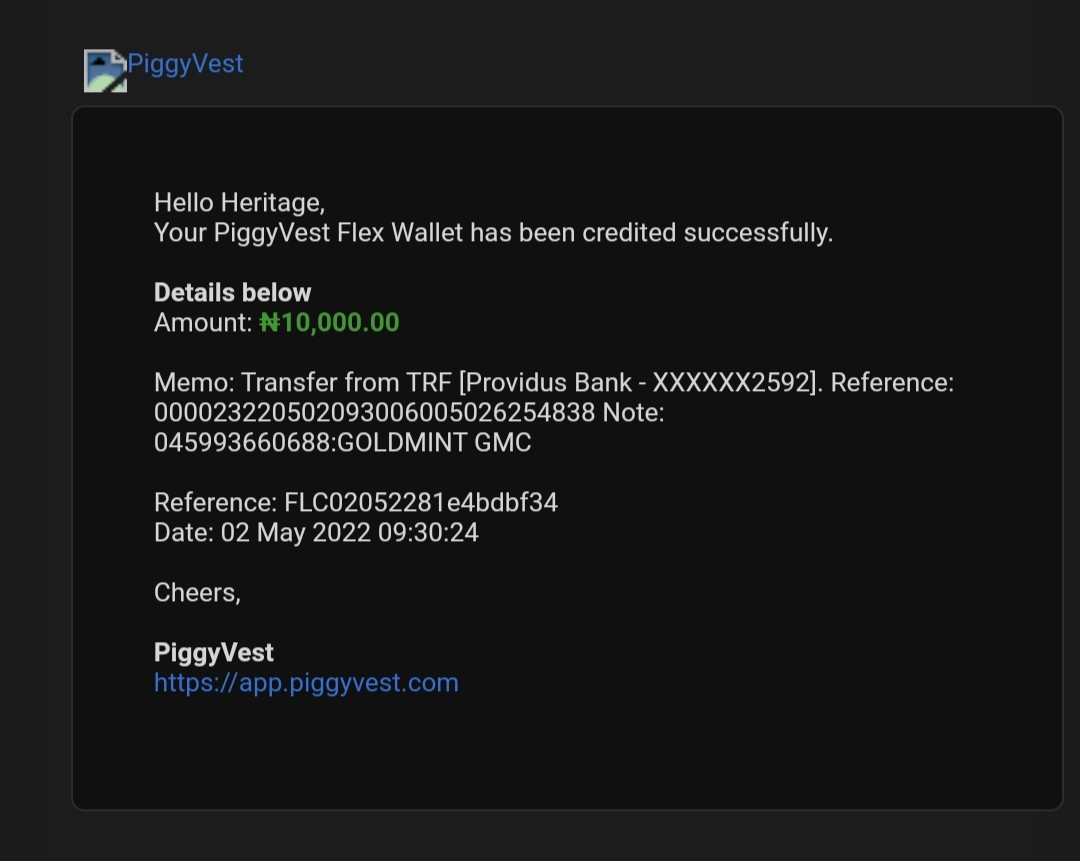 PiggyVest
Hello Heritage,
Your PiggyVest Flex Wallet has been credited successfully.
Details below
Amount: ₦10,000.00
Memo: Transfer from TRF [Providus Bank - XXXXXX2592]. Reference:
000023220502093006005026254838 Note:
045993660688:GOLDMINT GMC
Reference: FLC02052281e4bdbf34
Date: 02 May 2022 09:30:24
Cheers,
PiggyVest
https://app.piggyvest.com